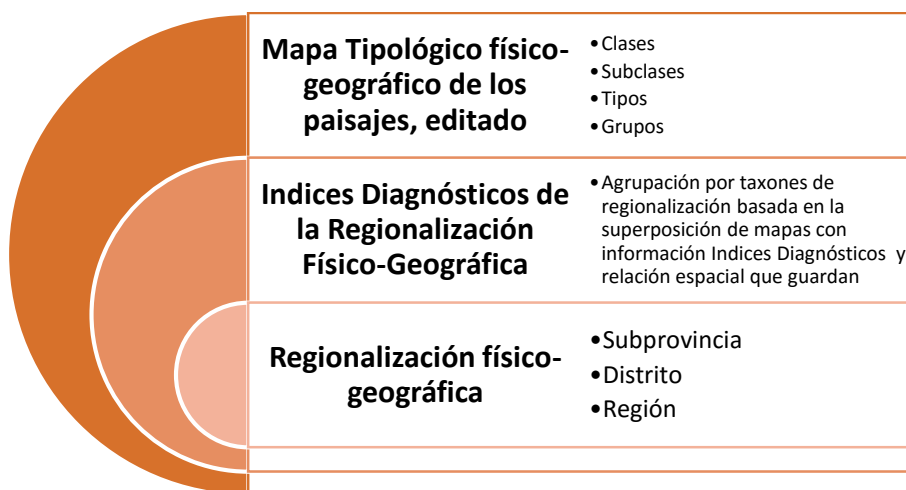 Mapa Tipológico físico-
geográfico de los
paisajes, editado
•Clases
•Subclases
•Tipos
•Grupos
Indices Diagnósticos de
la Regionalización
Físico-Geográfica
•Agrupación por taxones de
regionalización basada en la
superposición de mapas con
información Indices Diagnósticos y
relación espacial que guardan
Regionalización físico-
geográfica
•Subprovincia
•Distrito
•Región